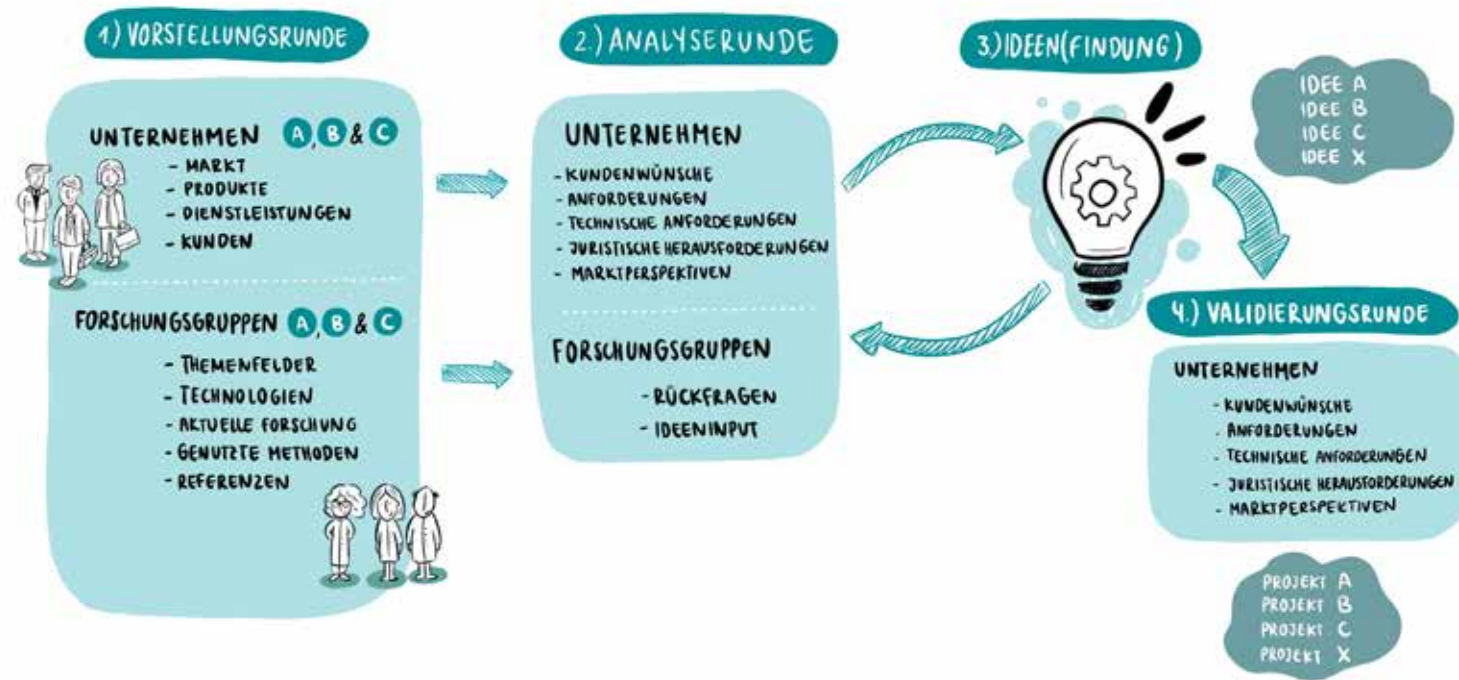 1) VORSTELLUNGSRUNDE
UNTERNEHMEN A, B & C
- MARKT
- PRODUKTE
- DIENSTLEISTUNGEN
- KUNDEN
FORSCHUNGSGRUPPEN A, B & C
- THEMENFELDER
- TECHNOLOGIEN
- AKTUELLE FORSCHUNG
- GENUTZTE METHODEN
- REFERENZEN
2.) ANALYSERUNDE
UNTERNEHMEN
- KUNDENWÜNSCHE
- ANFORDERUNGEN
- TECHNISCHE ANFORDERUNGEN
- JURISTISCHE HERAUSFORDERUNGEN
- MARKTPERSPEKTIVEN
FORSCHUNGSGRUPPEN
- RÜCKFRAGEN
- IDEENINPUT
3.) IDEEN(FINDUNG)
IDEE A
IDEE B
IDEE C
IDEE X
4.) VALIDIERUNGSRUNDE
UNTERNEHMEN
- KUNDENWÜNSCHE
- ANFORDERUNGEN
- TECHNISCHE ANFORDERUNGEN
- JURISTISCHE HERAUSFORDERUNGEN
- MARKTPERSPEKTIVEN
PROJEKT A
PROJEKT B
PROJEKT C
PROJEKT X